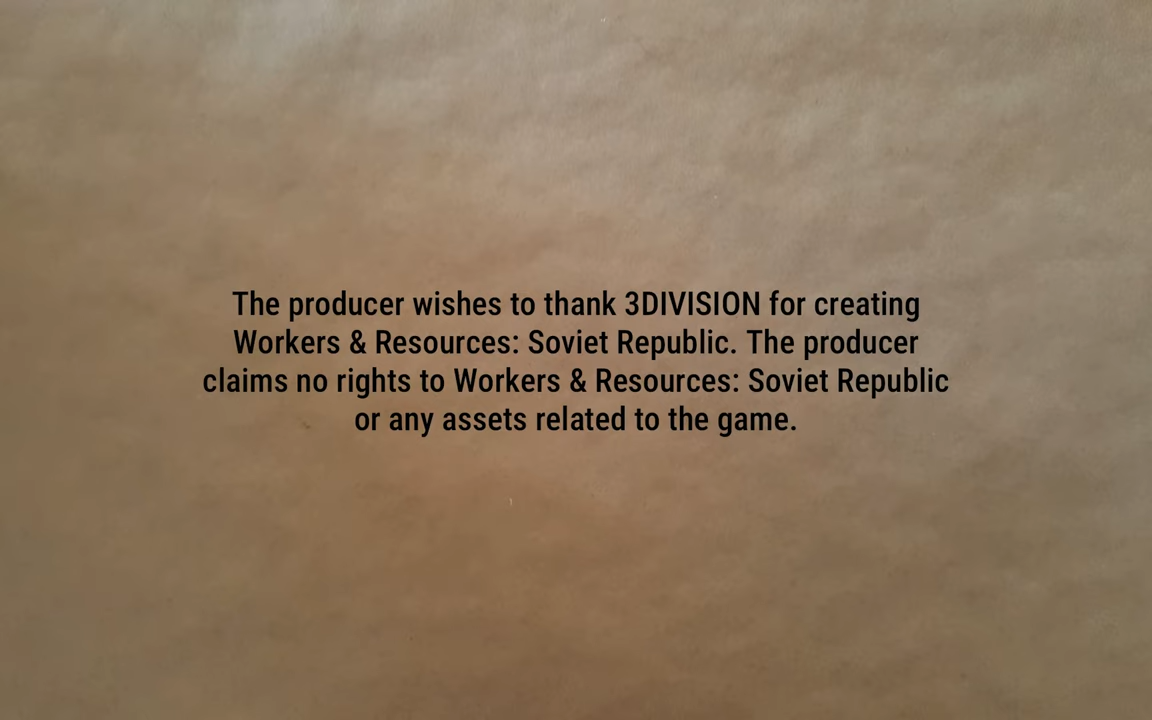 The producer wishes to thank 3DIVISION for creating
Workers & Resources: Soviet Republic. The producer
claims no rights to Workers & Resources: Soviet Republic
or any assets related to the game.